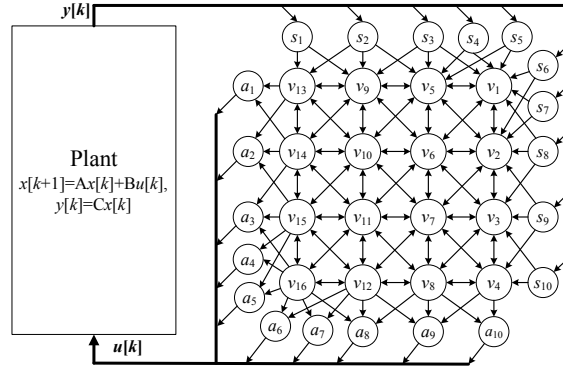 y[k]
s1 s2 s3 s4 s5
s6
a1 v13 v9 v5 v1
s7
Plant
x[k+1]=Ax[k]+Bu[k],
y[k]=Cx[k]
a2 v14 v10 v6 v2 s8
a3 v15 v11 v7 v3 s9
a4
v16 v12 v8 v4 s10
a5
a6 a7 a8 a9 a10
u[k]